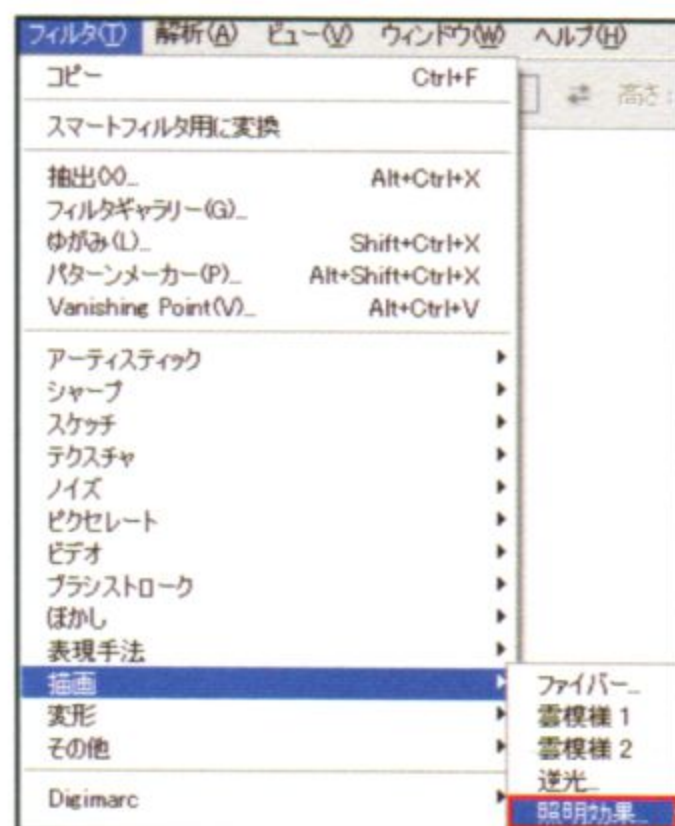 フィルタ(T) 解析(A) ビュー(V) ウィンドウ(W) ヘルプ(H)
高さ:
コピー Ctrl+F
スマートフィルタ用に変換
抽出(X)... Alt+Ctrl+X
フィルタギャラリー(G)...
ゆがみ(L)... Shift+Ctrl+X
パターンメーカー(P)... Alt+Shift+Ctrl+X
Vanishing Point(V)... Alt+Ctrl+V
アーティスティック
シャープ
スケッチ
テクスチャ
ノイズ
ピクセレート
ビデオ
ブラシストローク
ぼかし
表現手法
描画
ファイバー...
変形
雲模様 1
その他
雲模様 2
逆光...
Digimarc
照明効果...